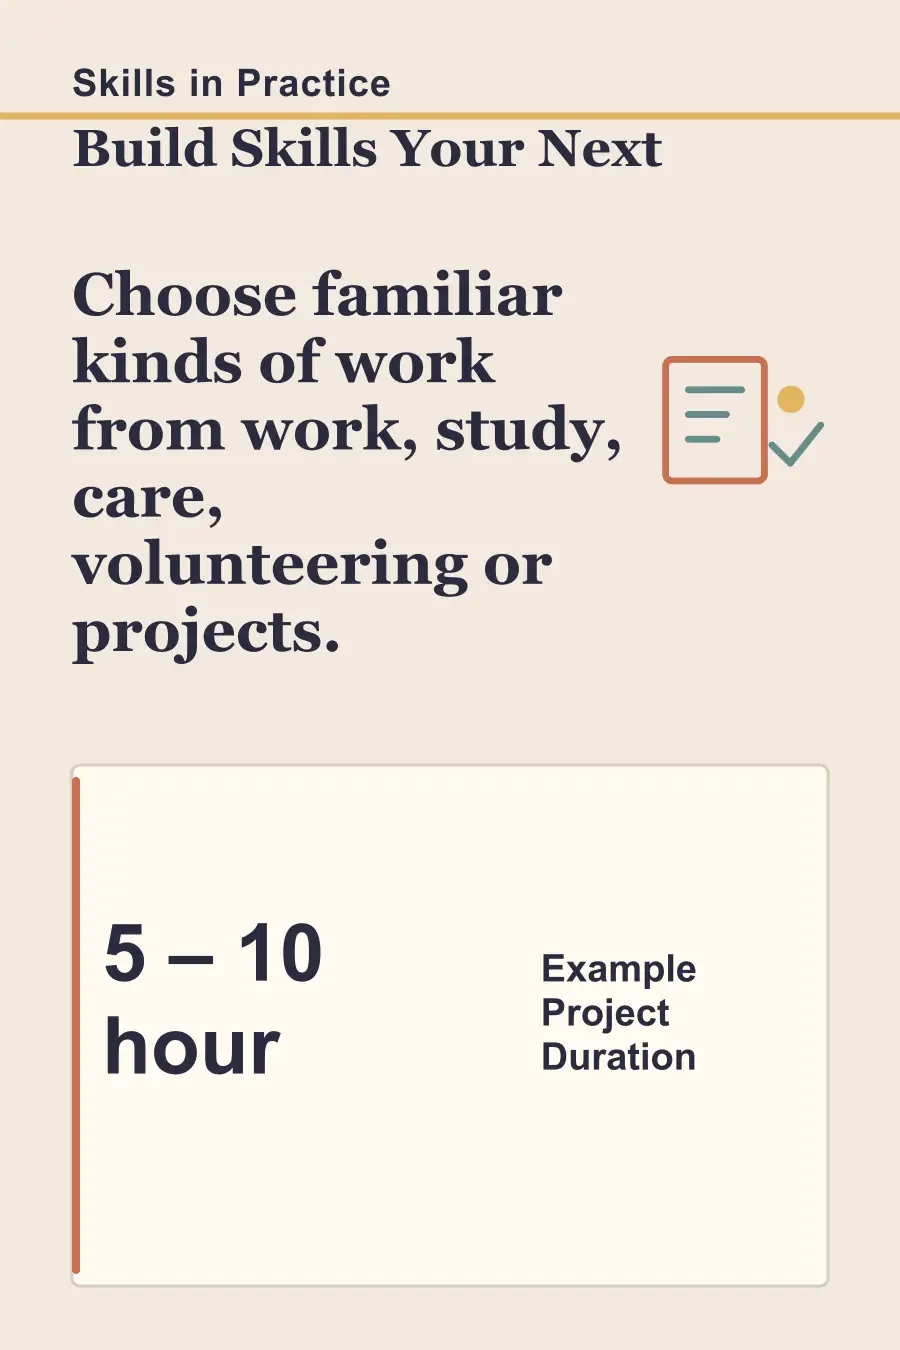 Skills in Practice
Build Skills Your Next
Choose familiar
kinds of work
from work, study,
care,
volunteering or
projects.
5 – 10
hour
Example
Project
Duration